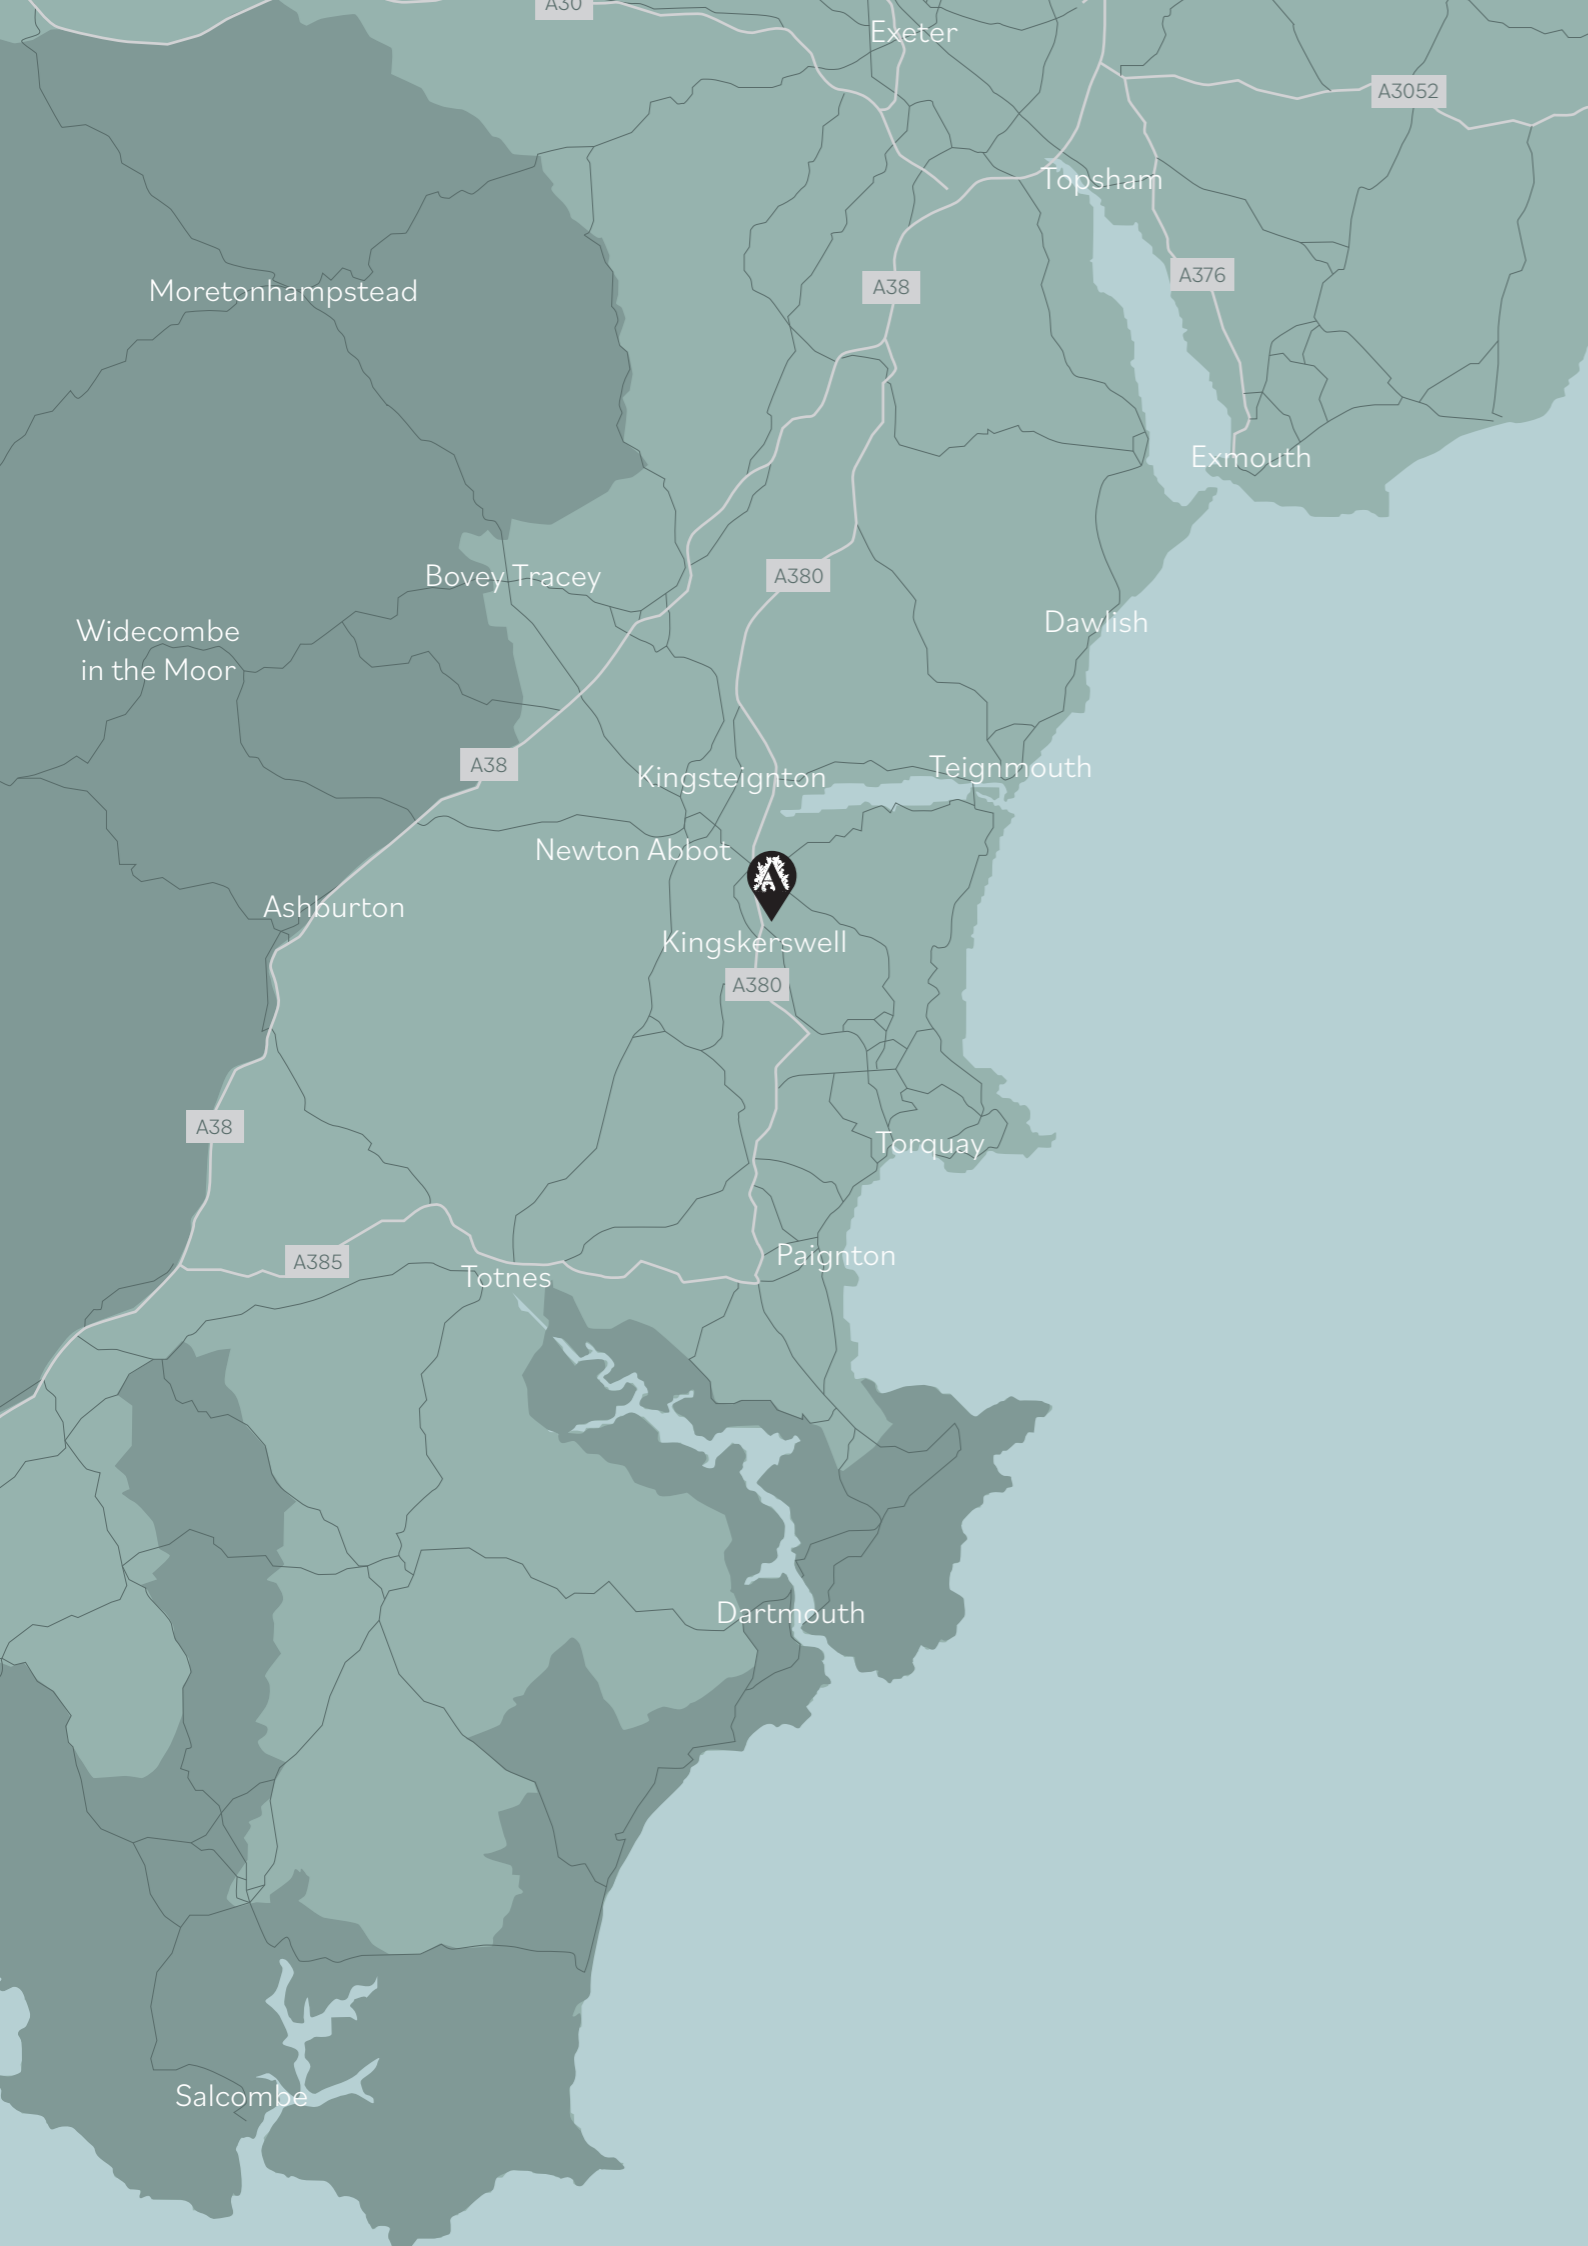 A30
Exeter
A3052
Topsham
A376
A38
Moretonhampstead
Exmouth
Bovey Tracey
A380
Dawlish
Widecombe
in the Moor
A38
Kingsteignton
Teignmouth
Newton Abbot
Ashburton
Kingskerswell
A380
A38
Torquay
A385
Paignton
Totnes
Dartmouth
Salcombe